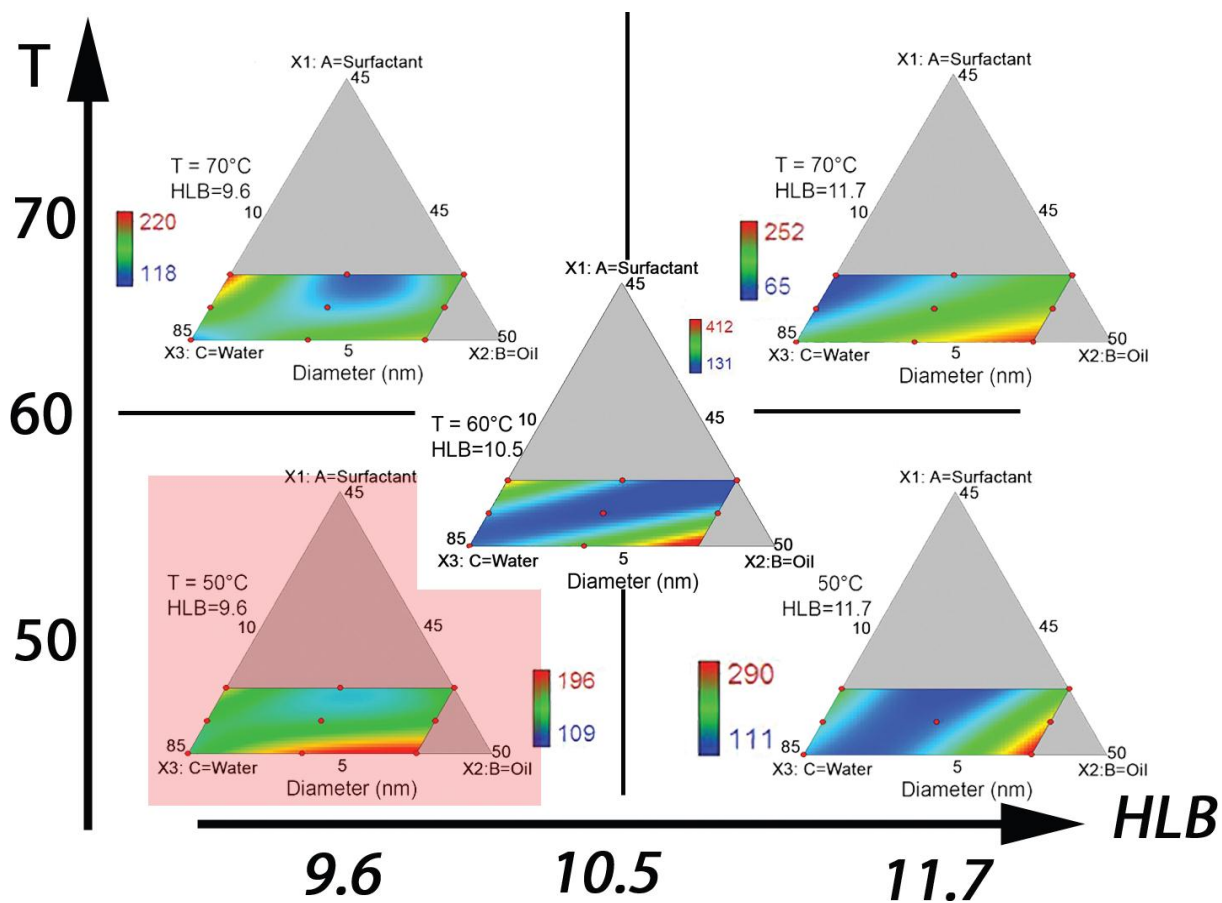 T
70
60
50
X1: A=Surfactant
45
T = 70°C
HLB=9.6
10
45
220
118
85
50
X3: C=Water
5
X2:B=Oil
Diameter (nm)
X1: A=Surfactant
45
T = 70°C
HLB=11.7
10
45
252
65
85
50
X3: C=Water
5
X2:B=Oil
Diameter (nm)
X1: A=Surfactant
45
412
131
T = 60°C
HLB=10.5
10
45
85
50
X3: C=Water
5
X2:B=Oil
Diameter (nm)
X1: A=Surfactant
45
T = 50°C
HLB=9.6
10
45
196
109
85
50
X3: C=Water
5
X2:B=Oil
Diameter (nm)
X1: A=Surfactant
45
50°C
HLB=11.7
10
45
290
111
85
50
X3: C=Water
5
X2:B=Oil
Diameter (nm)
HLB
9.6
10.5
11.7